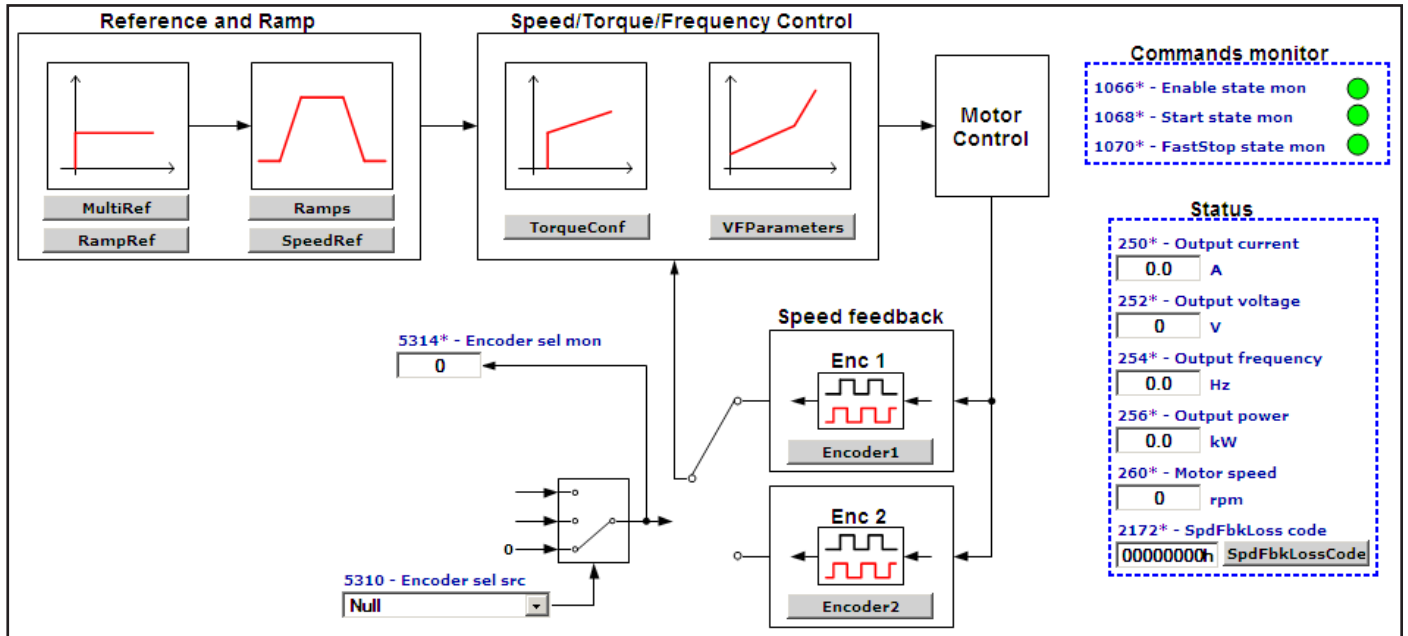 Reference and Ramp
MultiRef
RampRef
Ramps
SpeedRef
Speed/Torque/Frequency Control
TorqueConf
VFParameters
Motor
Control
Commands monitor
1066* - Enable state mon
1068* - Start state mon
1070* - FastStop state mon
Status
250* - Output current
0.0 A
252* - Output voltage
0 V
254* - Output frequency
0.0 Hz
256* - Output power
0.0 kW
260* - Motor speed
0 rpm
2172* - SpdFbkLoss code
00000000h SpdFbkLossCode
5314* - Encoder sel mon
0
Speed feedback
Enc 1
Encoder1
Enc 2
Encoder2
0
5310 - Encoder sel src
Null